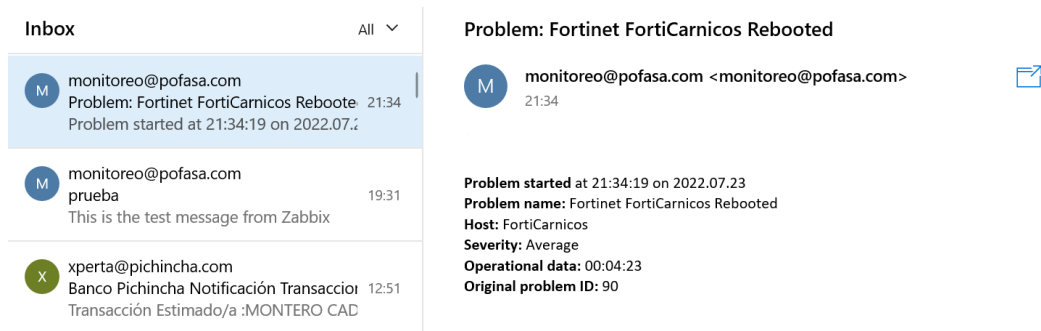 Inbox
All
M
monitoreo@pofasa.com
Problem: Fortinet FortiCarnicos Reboote
21:34
Problem started at 21:34:19 on 2022.07.2
M
monitoreo@pofasa.com
prueba
19:31
This is the test message from Zabbix
X
xperta@pichincha.com
Banco Pichincha Notificación Transaccion
12:51
Transacción Estimado/a :MONTERO CAD
Problem: Fortinet FortiCarnicos Rebooted
M
monitoreo@pofasa.com <monitoreo@pofasa.com>
21:34
Problem started at 21:34:19 on 2022.07.23
Problem name: Fortinet FortiCarnicos Rebooted
Host: FortiCarnicos
Severity: Average
Operational data: 00:04:23
Original problem ID: 90